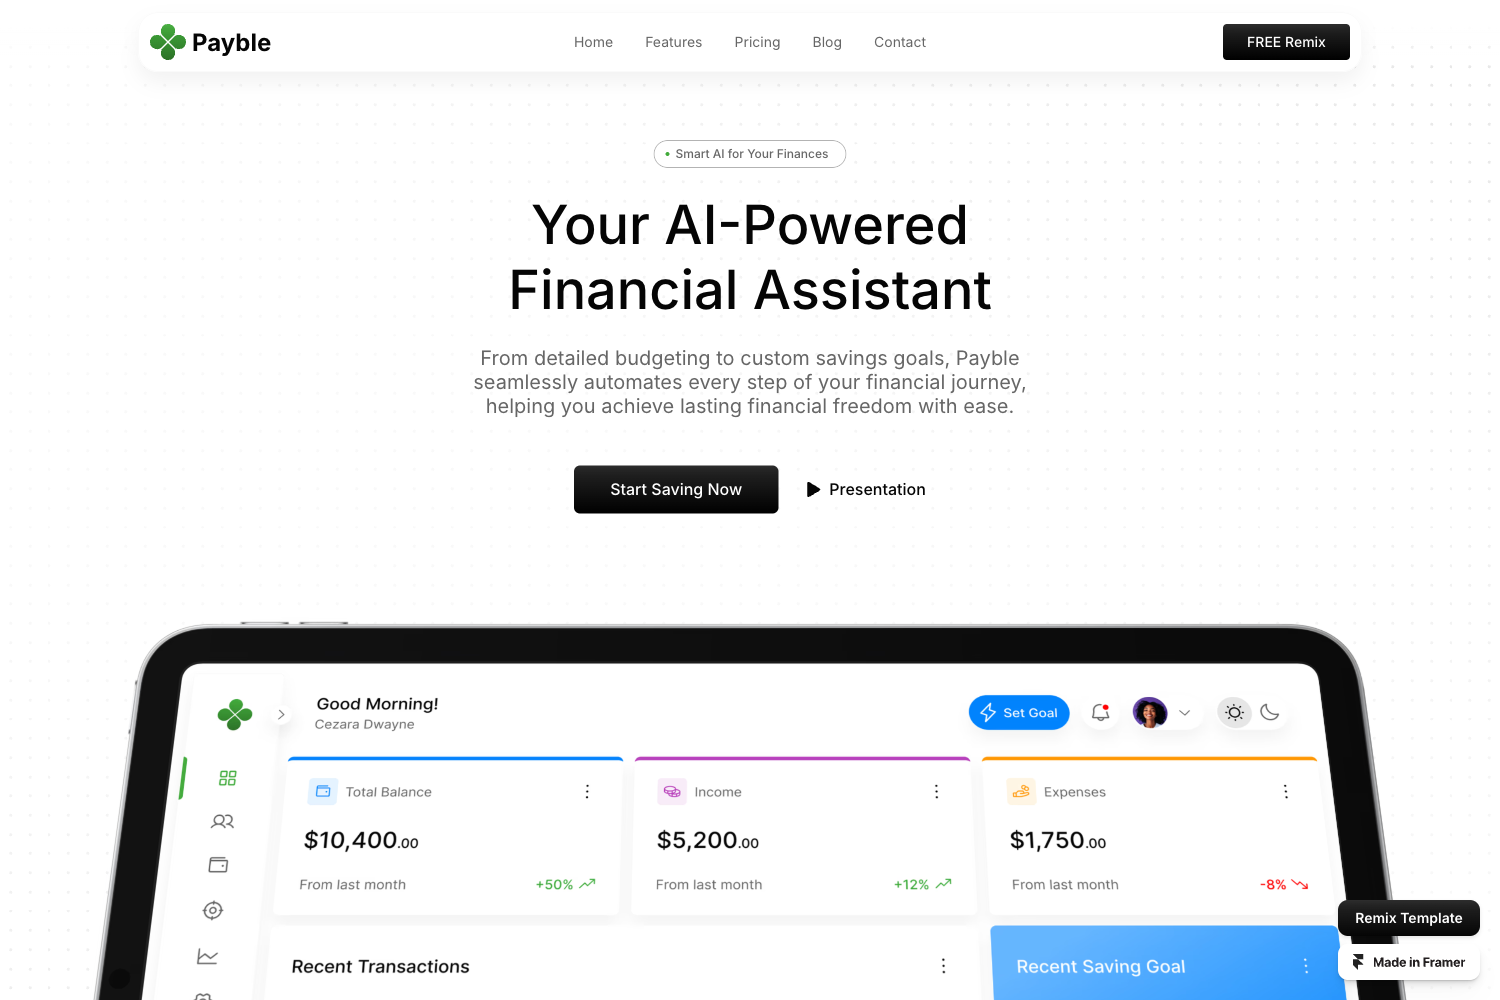 Payble
Home
Features
Pricing
Blog
Contact
FREE Remix
Smart AI for Your Finances
Your AI-Powered
Financial Assistant
From detailed budgeting to custom savings goals, Payble
seamlessly automates every step of your financial journey,
helping you achieve lasting financial freedom with ease.
Start Saving Now
Presentation
Good Morning!
Cezara Dwayne
Set Goal
Total Balance
$10,400.00
From last month
+50%
Income
$5,200.00
From last month
+12%
Expenses
$1,750.00
From last month
-8%
Recent Transactions
Recent Saving Goal
Remix Template
Made in Framer